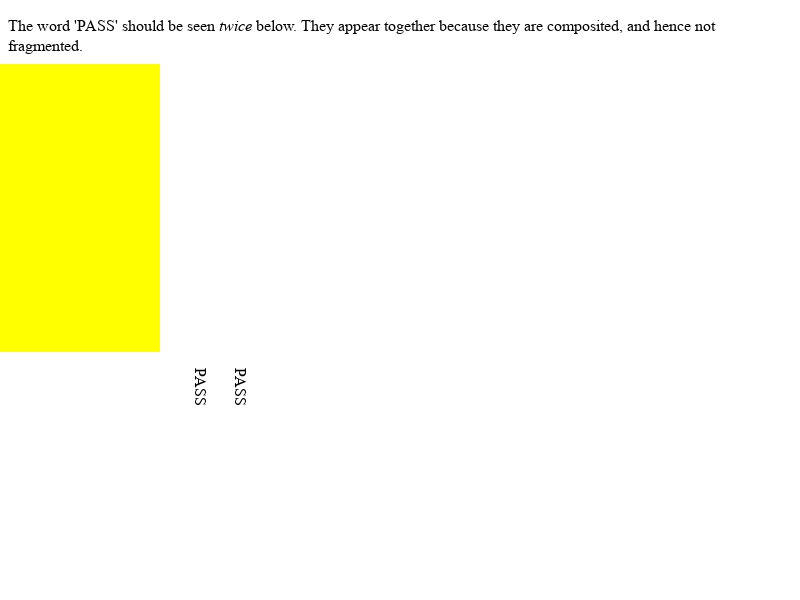 The word 'PASS' should be seen twice below. They appear together because they are composited, and hence not
fragmented.
PASS
PASS